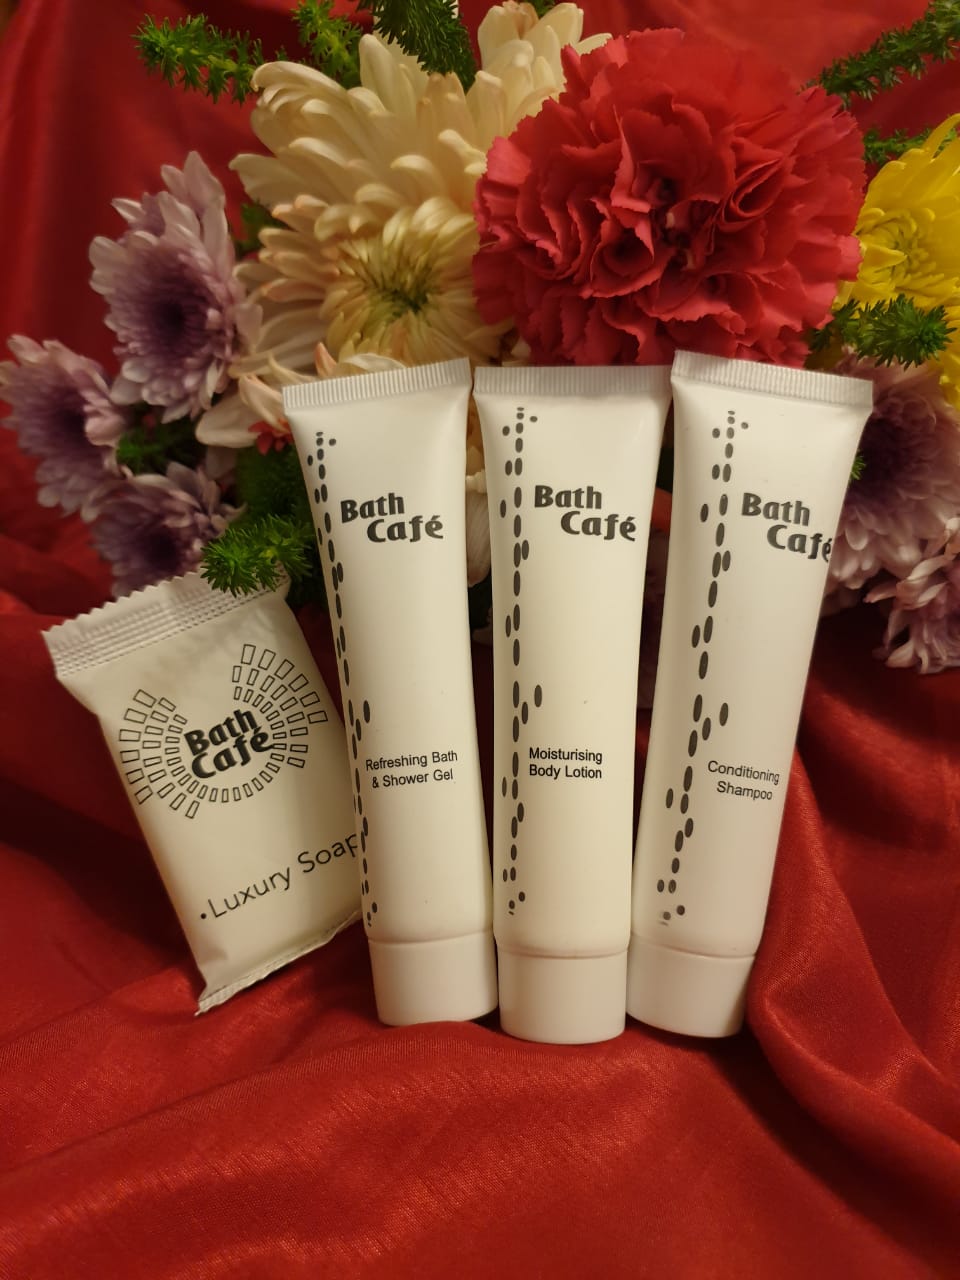 Bath
Café
•Luxury Soap
Bath
Café
Refreshing Bath
& Shower Gel
Bath
Café
Moisturising
Body Lotion
Bath
Café
Conditioning
Shampoo